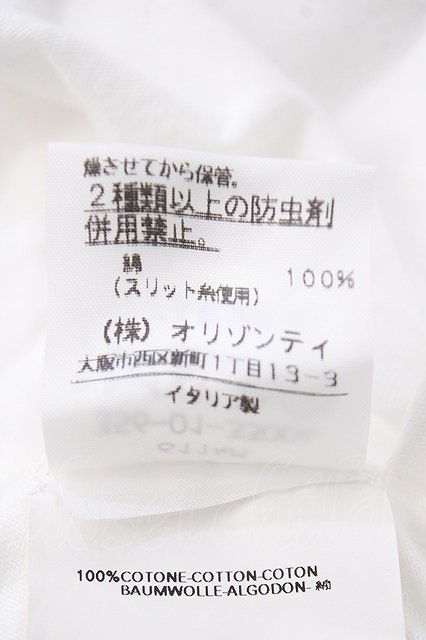 燥させてから保管。
2種類以上の防虫剤
併用禁止。
綿 100%
(スリット糸使用)
(株) オリゾンティ
大阪市西区新町1丁目13-3
イタリア製
100%COTONE-COTTON-COTON
BAUMWOLLE-ALGODON-綿